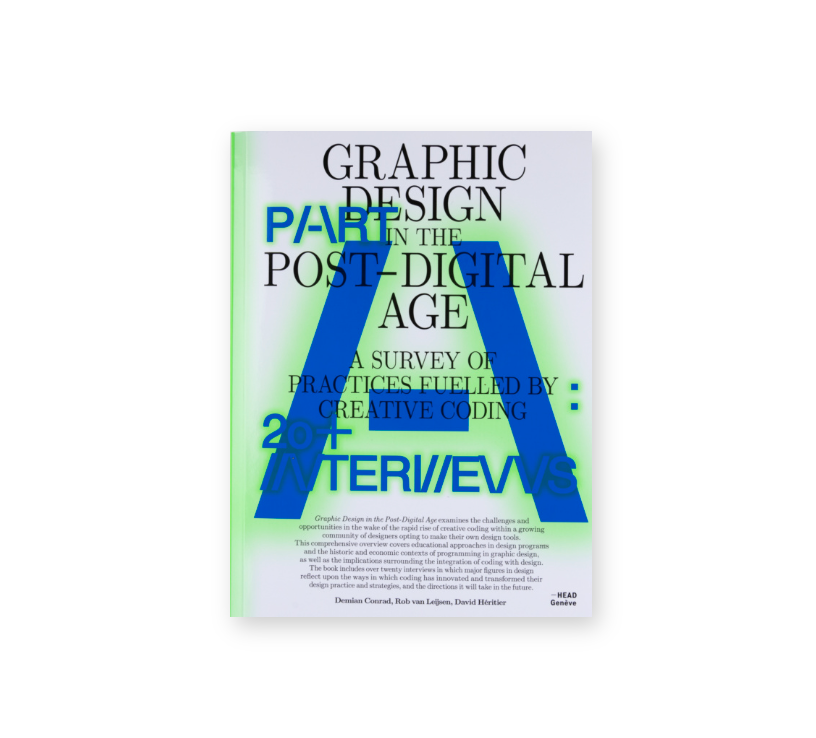 GRAPHIC
DESIGN
PART
IN THE
POST-DIGITAL
AGE
A:
A SURVEY OF
PRACTICES FUELLED BY
CREATIVE CODING
20+
INTERVIEWS
Graphic Design in the Post-Digital Age examines the challenges and
opportunities in the wake of the rapid rise of creative coding within a growing
community of designers opting to make their own design tools.
This comprehensive overview covers educational approaches in design programs
and the historic and economic contexts of programming in graphic design,
as well as the implications surrounding the integration of coding with design.
The book includes over twenty interviews in which major figures in design
reflect upon the ways in which coding has innovated and transformed their
design practice and strategies, and the directions it will take in the future.
Demian Conrad, Rob van Leijsen, David Héritier
—HEAD
Genève